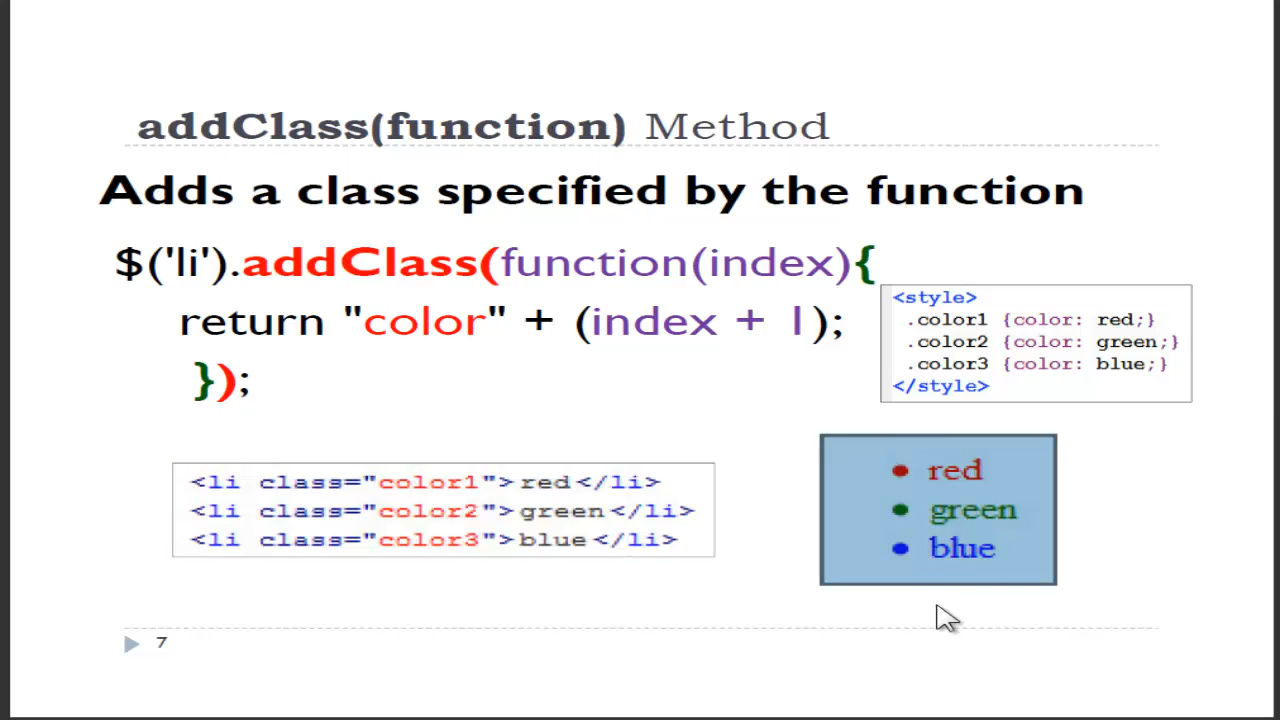 addClass(function) Method
Adds a class specified by the function
$('li').addClass(function(index){
return "color" + (index + 1);
});
<style>
.color1 {color: red;}
.color2 {color: green;}
.color3 {color: blue;}
</style>
<li class="color1">red</li>
<li class="color2">green</li>
<li class="color3">blue</li>
• red
• green
• blue
7